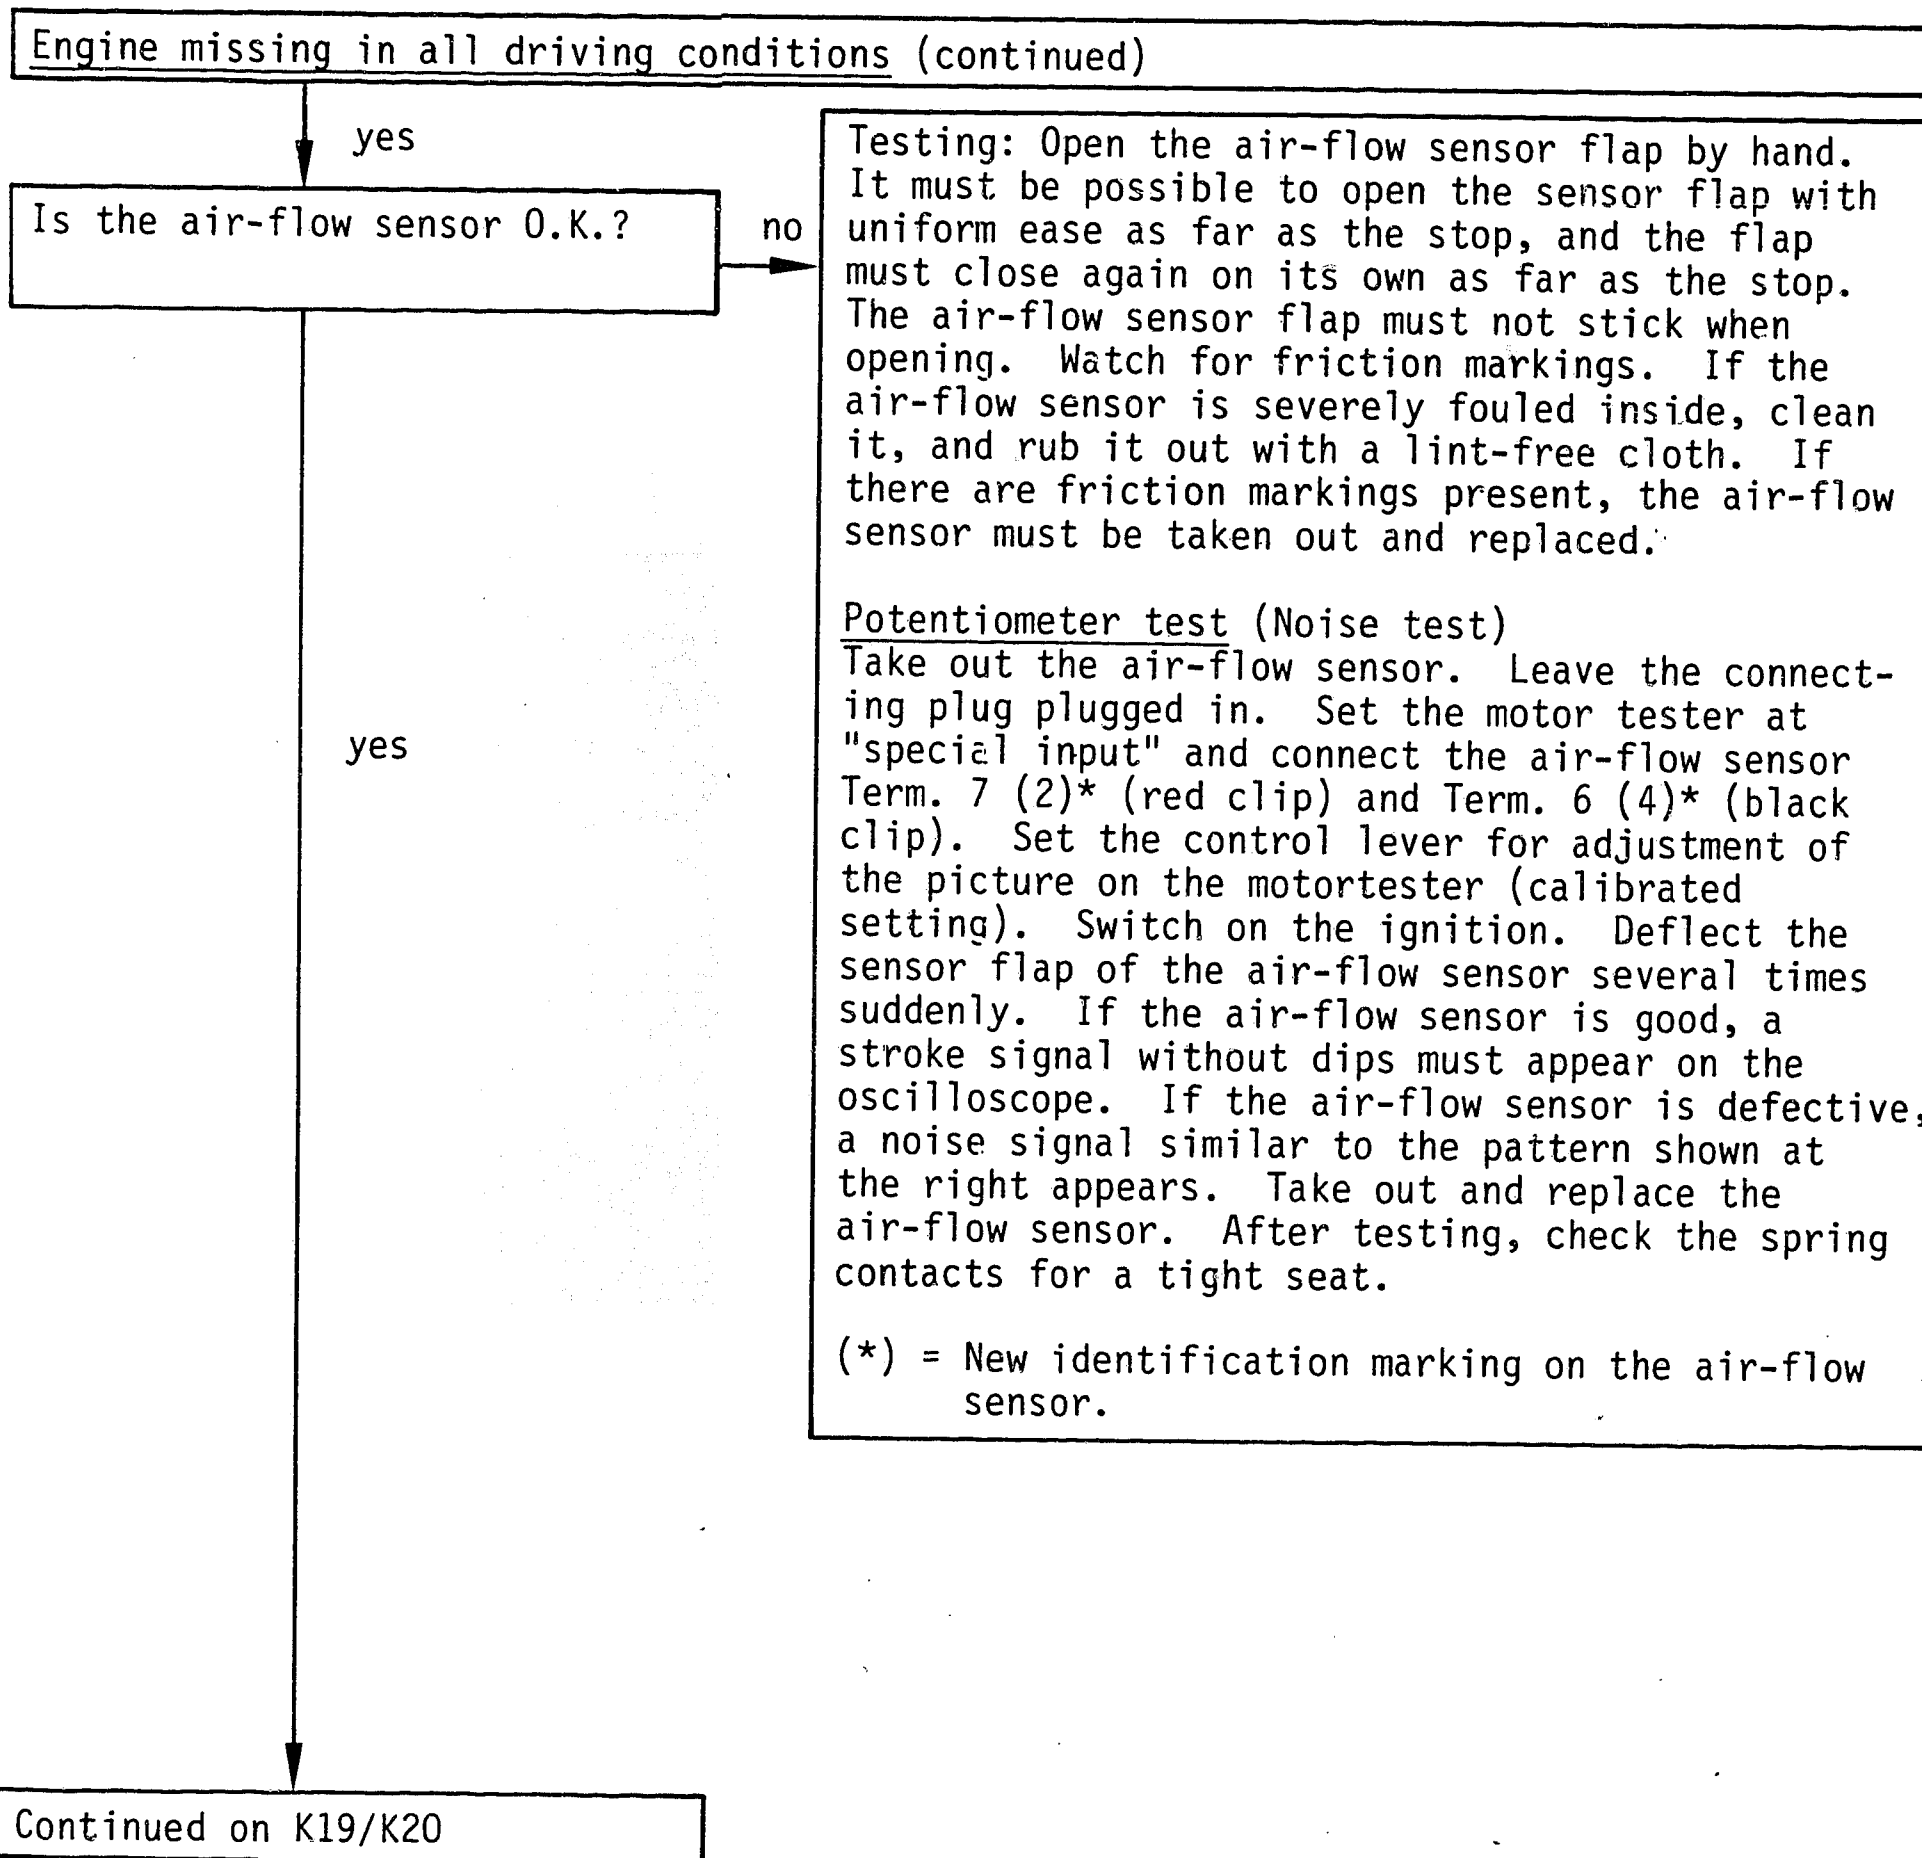 Engine missing in all driving conditions (continued)
yes
Is the air-flow sensor O.K.?
no
Testing: Open the air-flow sensor flap by hand.
It must be possible to open the sensor flap with
uniform ease as far as the stop, and the flap
must close again on its own as far as the stop.
The air-flow sensor flap must not stick when
opening. Watch for friction markings. If the
air-flow sensor is severely fouled inside, clean
it, and rub it out with a lint-free cloth. If
there are friction markings present, the air-flow
sensor must be taken out and replaced.
Potentiometer test (Noise test)
Take out the air-flow sensor. Leave the connect-
ing plug plugged in. Set the motor tester at
"special input" and connect the air-flow sensor
Term. 7 (2)* (red clip) and Term. 6 (4)* (black
clip). Set the control lever for adjustment of
the picture on the motortester (calibrated
setting). Switch on the ignition. Deflect the
sensor flap of the air-flow sensor several times
suddenly. If the air-flow sensor is good, a
stroke signal without dips must appear on the
oscilloscope. If the air-flow sensor is defective,
a noise signal similar to the pattern shown at
the right appears. Take out and replace the
air-flow sensor. After testing, check the spring
contacts for a tight seat.
(*) = New identification marking on the air-flow
sensor.
yes
Continued on K19/K20